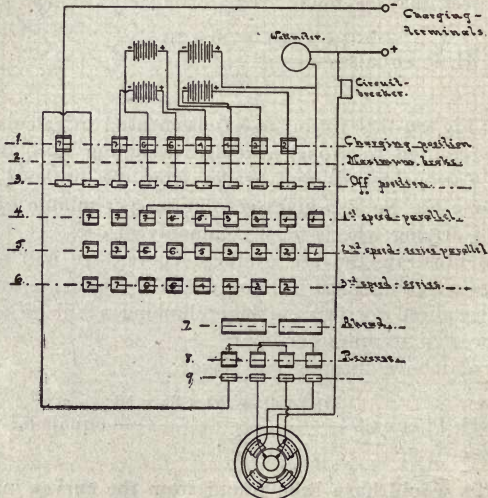 Charging-
terminals.
Wattmeter.
Circuit-
breaker.
1. Charging position
2. Maximum brake.
3. Off position.
4. 1st speed-parallel.
5. 2nd speed-series parallel
6. 3rd speed-series
7 Ahead
8. Reverse
9.